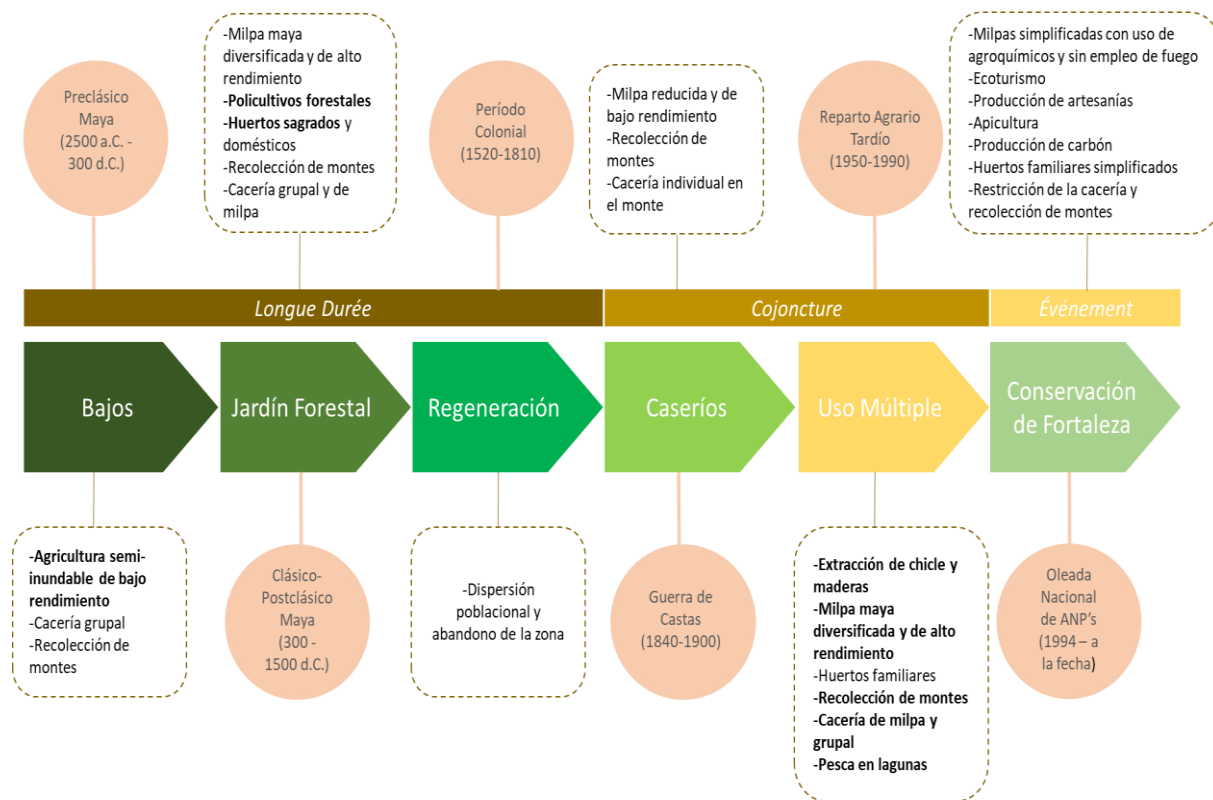 Preclásico
Maya
(2500 a.C. -
300 d.C.)
-Milpa maya
diversificada y de alto
rendimiento
-Policultivos forestales
-Huertos sagrados y
domésticos
-Recolección de montes
-Cacería grupal y de
milpa
Período
Colonial
(1520-1810)
-Milpa reducida y de
bajo rendimiento
-Recolección de
montes
-Cacería individual en
el monte
Reparto Agrario
Tardío
(1950-1990)
-Milpas simplificadas con uso de
agroquímicos y sin empleo de fuego
-Ecoturismo
-Producción de artesanías
-Apicultura
-Producción de carbón
-Huertos familiares simplificados
-Restricción de la cacería y
recolección de montes
Longue Durée
Cojoncture
Événement
Bajos
Jardín Forestal
Regeneración
Caseríos
Uso Múltiple
Conservación
de Fortaleza
-Agricultura semi-
inundable de bajo
rendimiento
-Cacería grupal
-Recolección de
montes
Clásico-
Postclásico
Maya
(300 -
1500 d.C.)
-Dispersión
poblacional y
abandono de la zona
Guerra de
Castas
(1840-1900)
-Extracción de chicle y
maderas
-Milpa maya
diversificada y de alto
rendimiento
-Huertos familiares
-Recolección de montes
-Cacería de milpa y
grupal
-Pesca en lagunas
Oleada
Nacional
de ANP's
(1994 – a
la fecha)